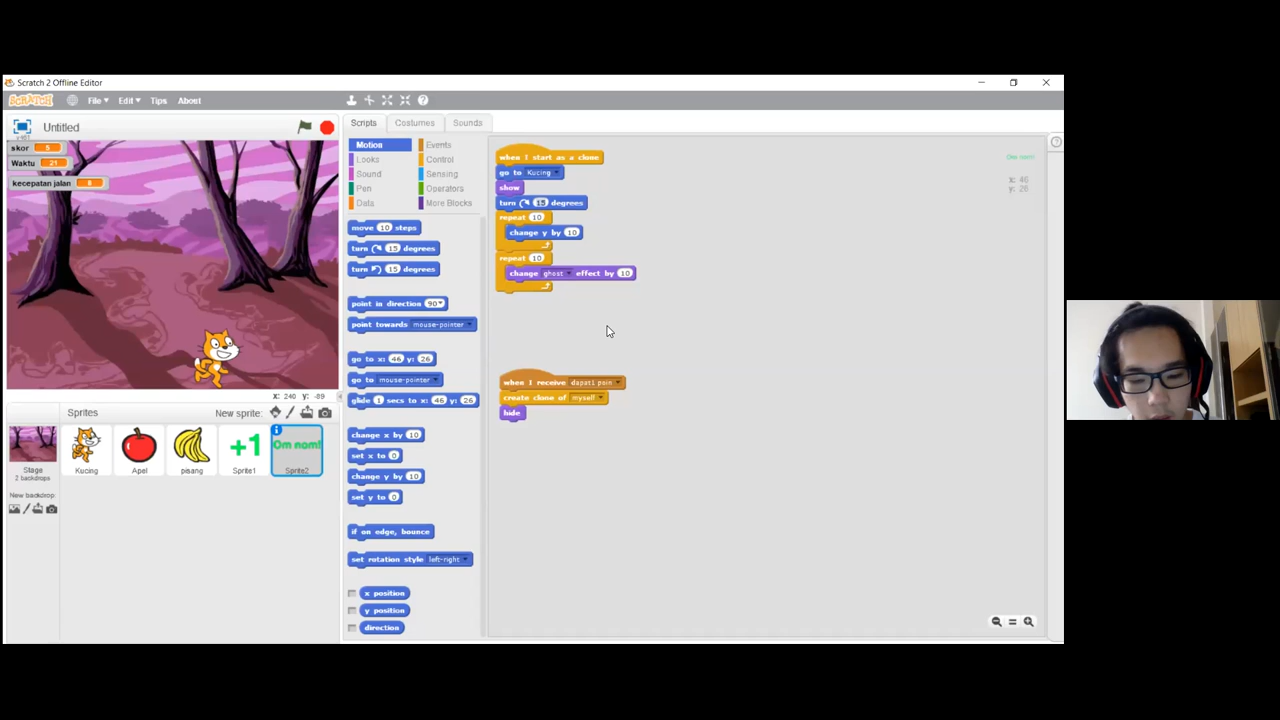 Scratch 2 Offline Editor
SCRATCH File Edit Tips About
Untitled
skor 5
Waktu 21
kecepatan jalan 8
x: 240 y: -89
Sprites New sprite:
Stage
2 backdrops
New backdrop:
Kucing
Apel
pisang
+1
Sprite1
Om nom!
Sprite2
Scripts Costumes Sounds
Motion Events
Looks Control
Sound Sensing
Pen Operators
Data More Blocks
move 10 steps
turn 15 degrees
turn 15 degrees
point in direction 90
point towards mouse-pointer
go to x: 46 y: 26
go to mouse-pointer
glide 1 secs to x: 46 y: 26
change x by 10
set x to 0
change y by 10
set y to 0
if on edge, bounce
set rotation style left-right
x position
y position
direction
when I start as a clone
go to Kucing
show
turn 15 degrees
repeat 10
change y by 10
repeat 10
change ghost effect by 10
when I receive dapat1 poin
create clone of myself
hide
Om nom!
x: 46
y: 26